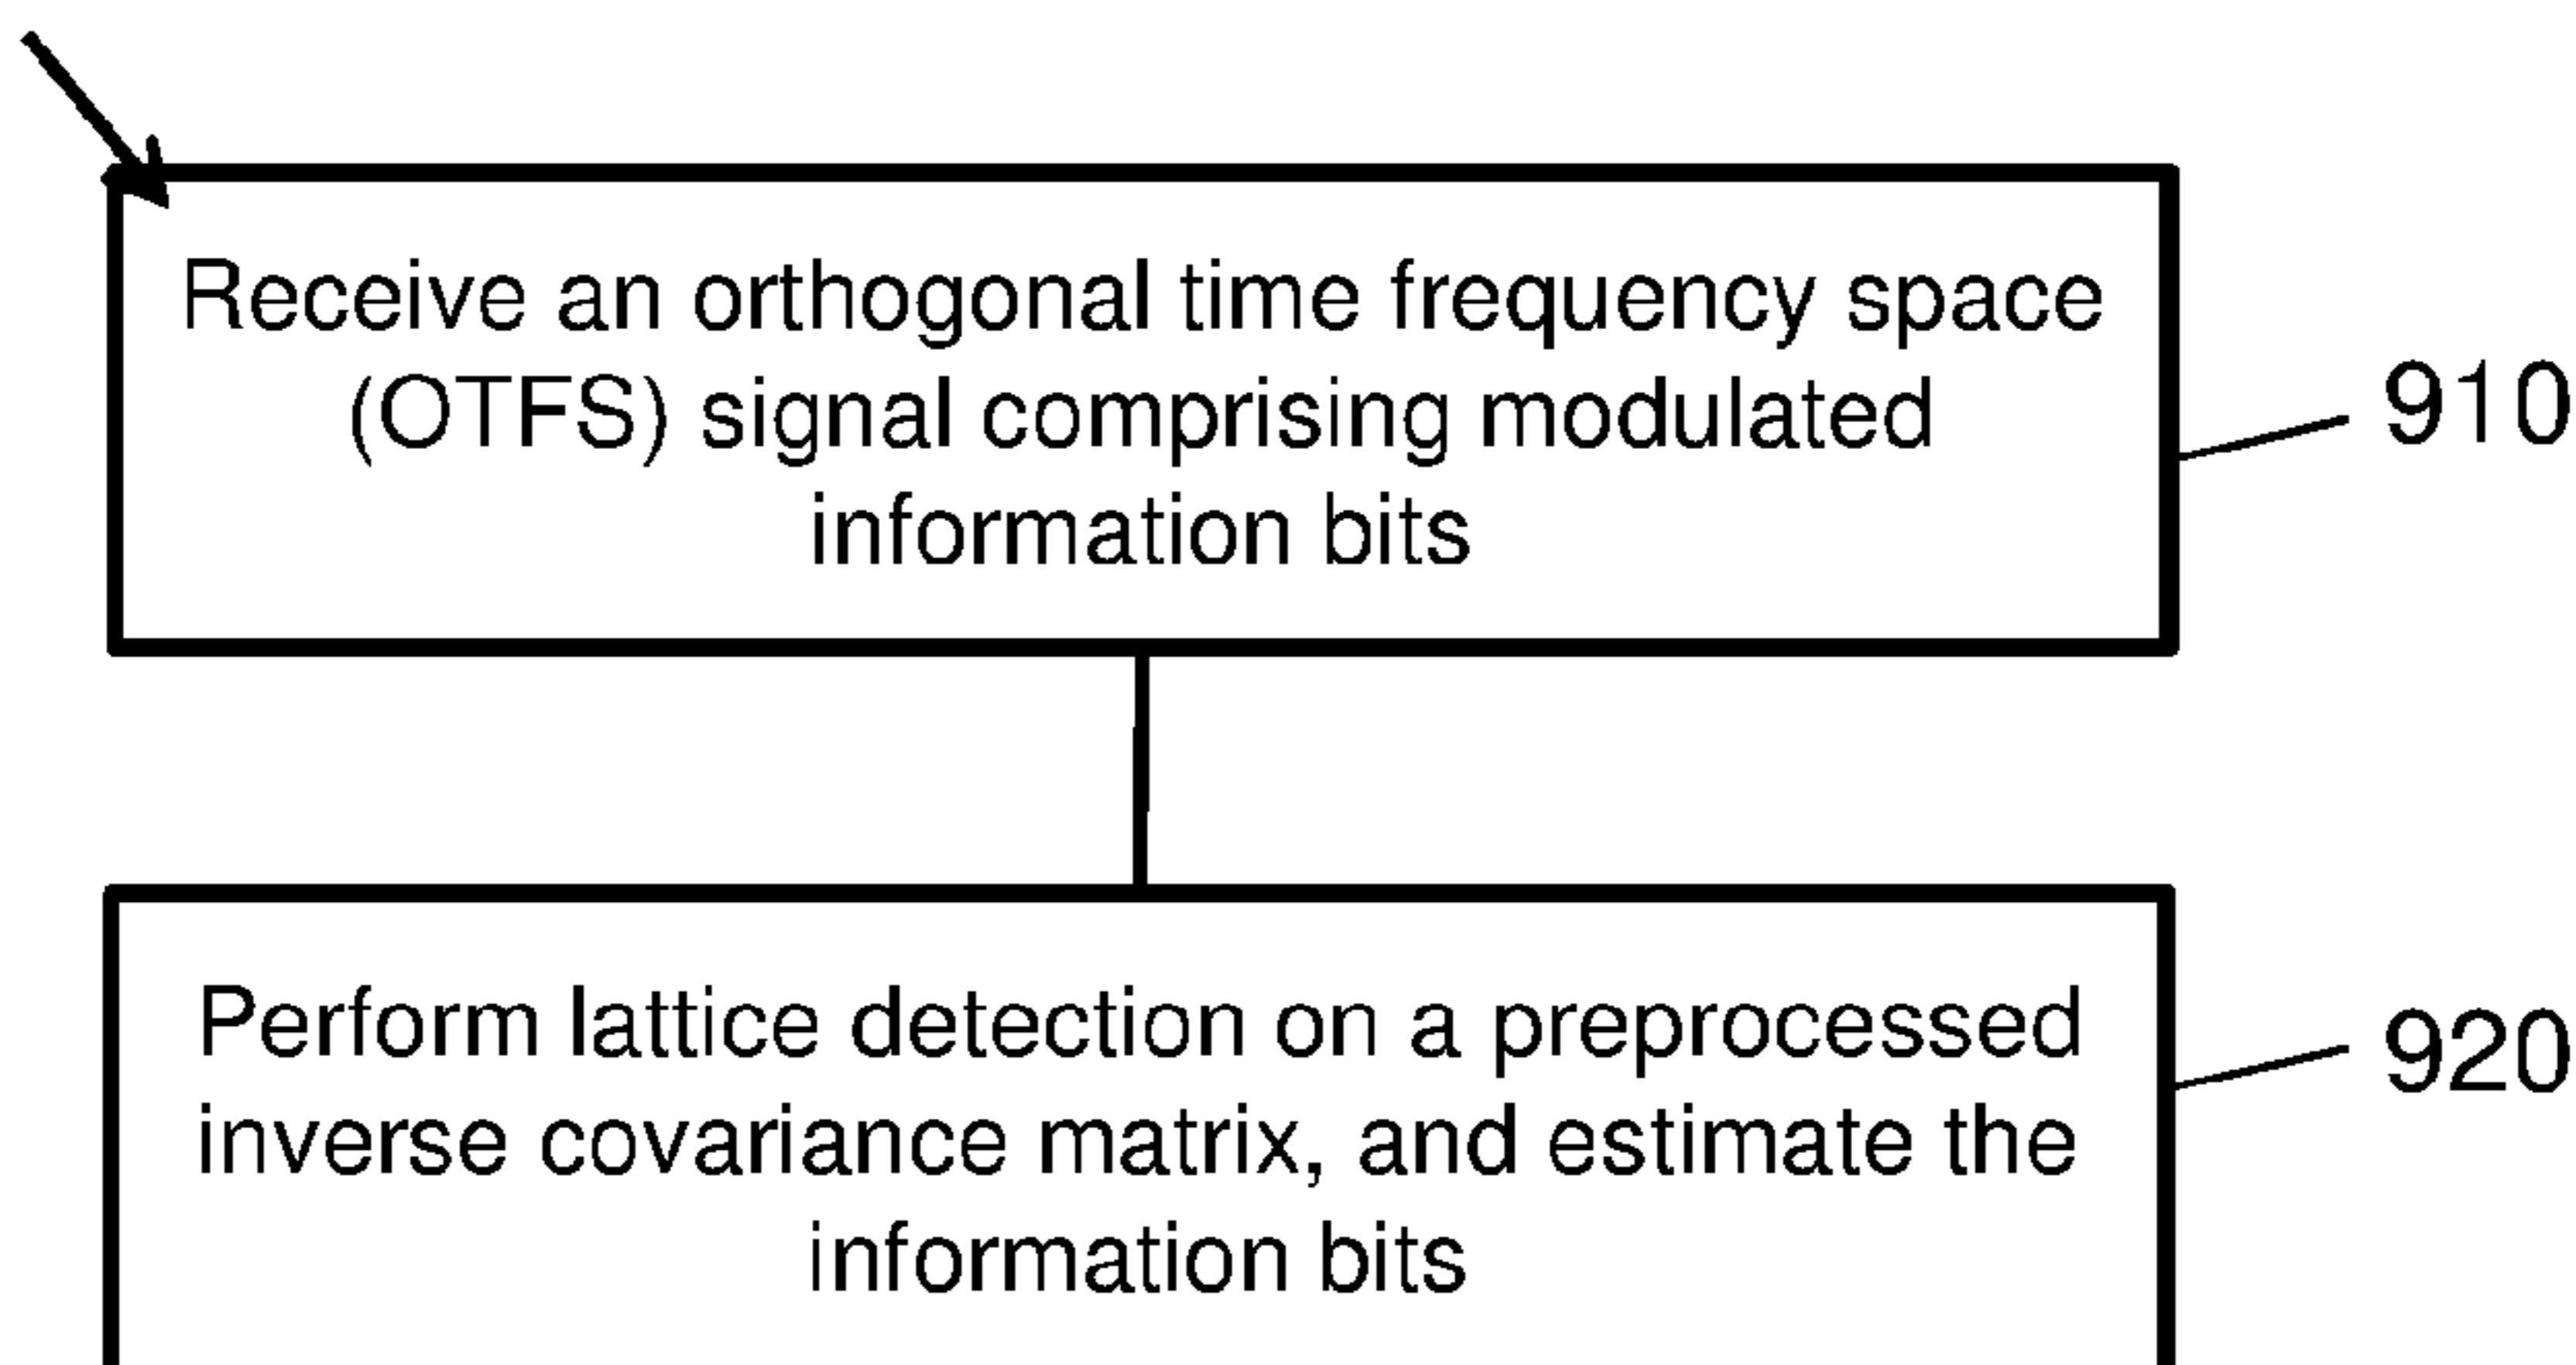 Receive an orthogonal time frequency space
(OTFS) signal comprising modulated
information bits
910
Perform lattice detection on a preprocessed
inverse covariance matrix, and estimate the
information bits
920